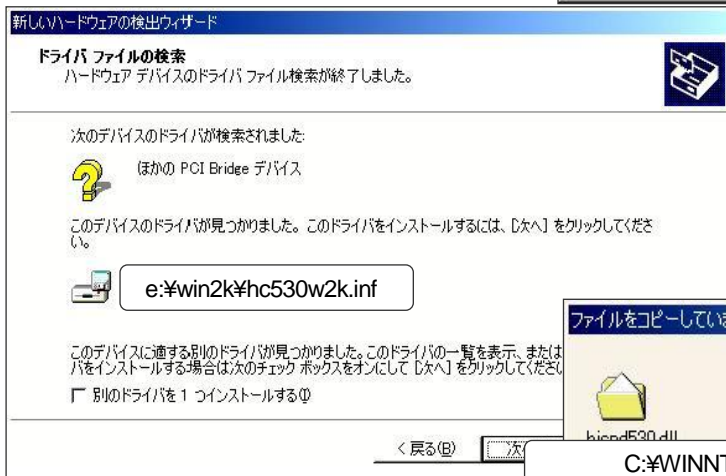 新しいハードウェアの検出ウィザード
ドライバ ファイルの検索
ハードウェア デバイスのドライバ ファイル検索が終了しました。
次のデバイスのドライバが検索されました:
ほかの PCI Bridge デバイス
このデバイスのドライバが見つかりました。このドライバをインストールするには、[次へ] をクリックしてくださ
い。
e:¥win2k¥hc530w2k.inf
ファイルをコピーしてい
このデバイスに適する別のドライバが見つかりました。このドライバの一覧を表示、または
バをインストールする場合は次のチェック ボックスをオンにして [次へ] をクリックしてくださ
別のドライバを 1 つインストールする(I)
< 戻る(B)
次
C:¥WINNT